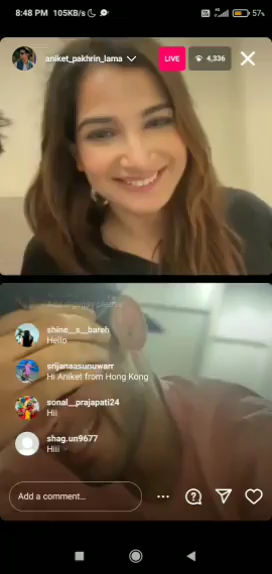 8:48 PM 105KB/s
57%
aniket_pakhrin_lama
LIVE
4,336
shine__s__bareh
Hello
srijanaasunuwarr
Hi Aniket from Hong Kong
sonal_prajapati24
Hii
shag.un9677
Hiii
Add a comment...